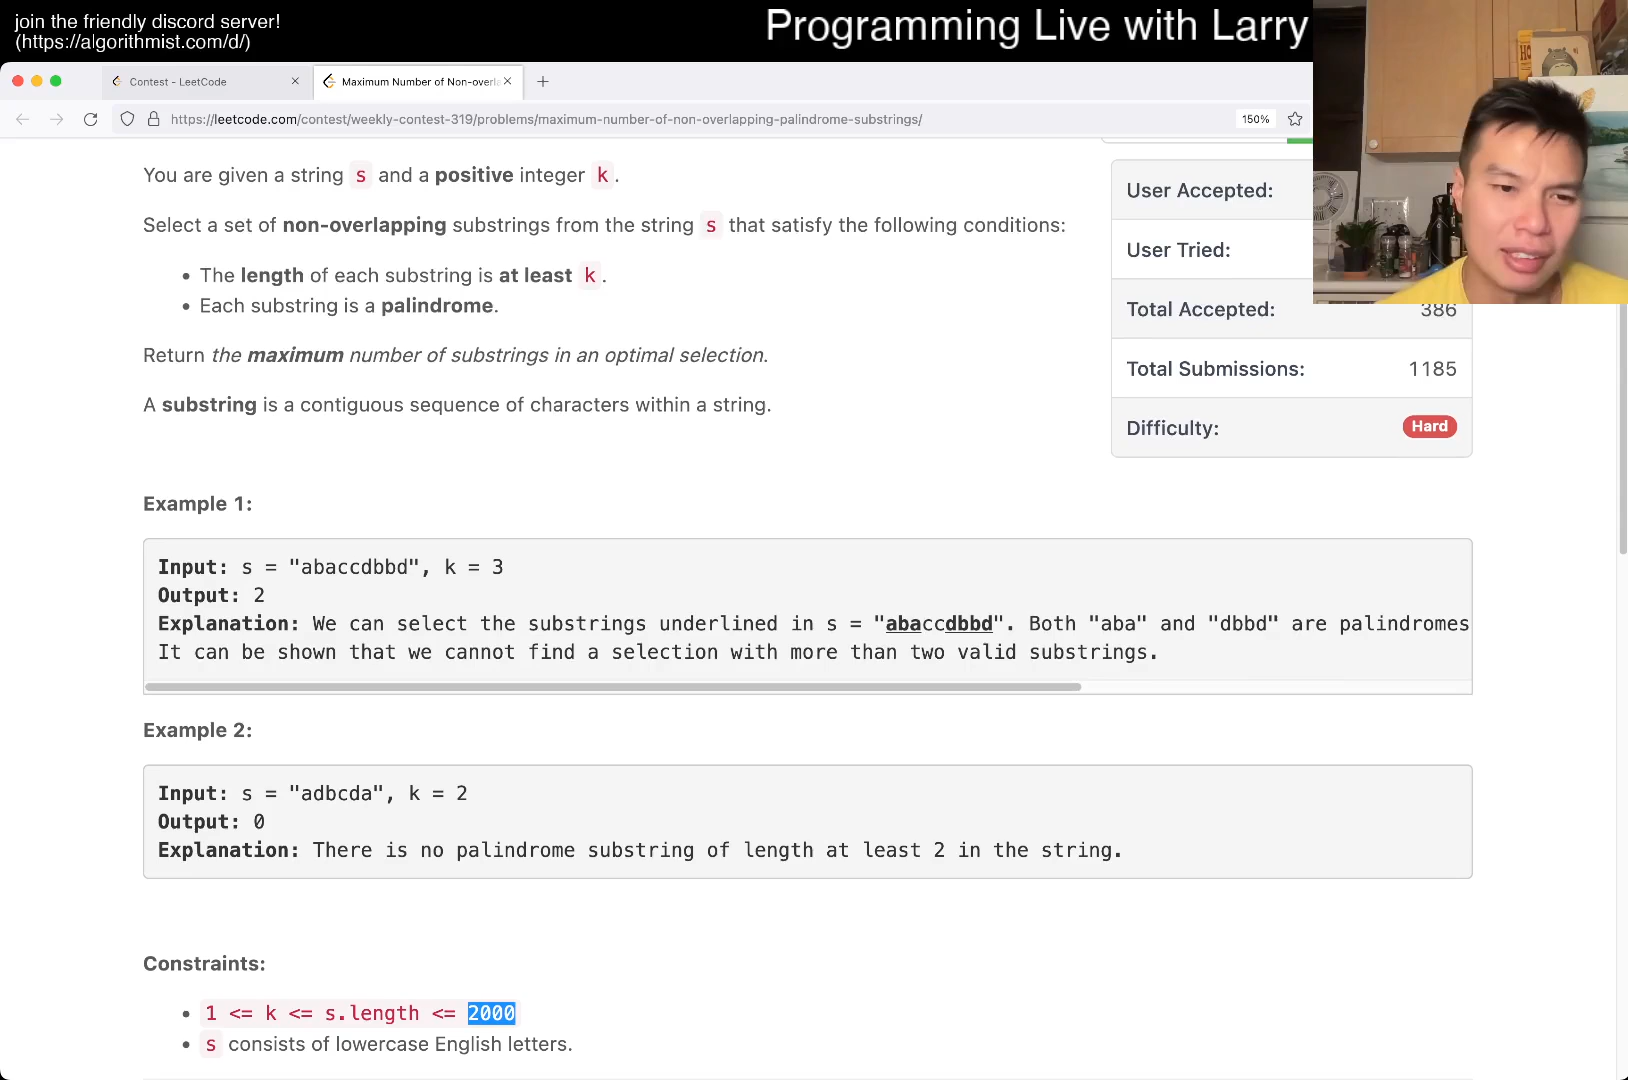 join the friendly discord server!
(https://algorithmist.com/d/)
Programming Live with Larry
Contest - LeetCode
Maximum Number of Non-overla
https://leetcode.com/contest/weekly-contest-319/problems/maximum-number-of-non-overlapping-palindrome-substrings/
150%
You are given a string s and a positive integer k.
Select a set of non-overlapping substrings from the string s that satisfy the following conditions:
• The length of each substring is at least k.
• Each substring is a palindrome.
Return the maximum number of substrings in an optimal selection.
A substring is a contiguous sequence of characters within a string.
User Accepted:
User Tried:
Total Accepted: 386
Total Submissions: 1185
Difficulty: Hard
Example 1:
Input: s = "abaccdbbd", k = 3
Output: 2
Explanation: We can select the substrings underlined in s = "abaccdbbd". Both "aba" and "dbbd" are palindromes
It can be shown that we cannot find a selection with more than two valid substrings.
Example 2:
Input: s = "adbcda", k = 2
Output: 0
Explanation: There is no palindrome substring of length at least 2 in the string.
Constraints:
• 1 <= k <= s.length <= 2000
• s consists of lowercase English letters.